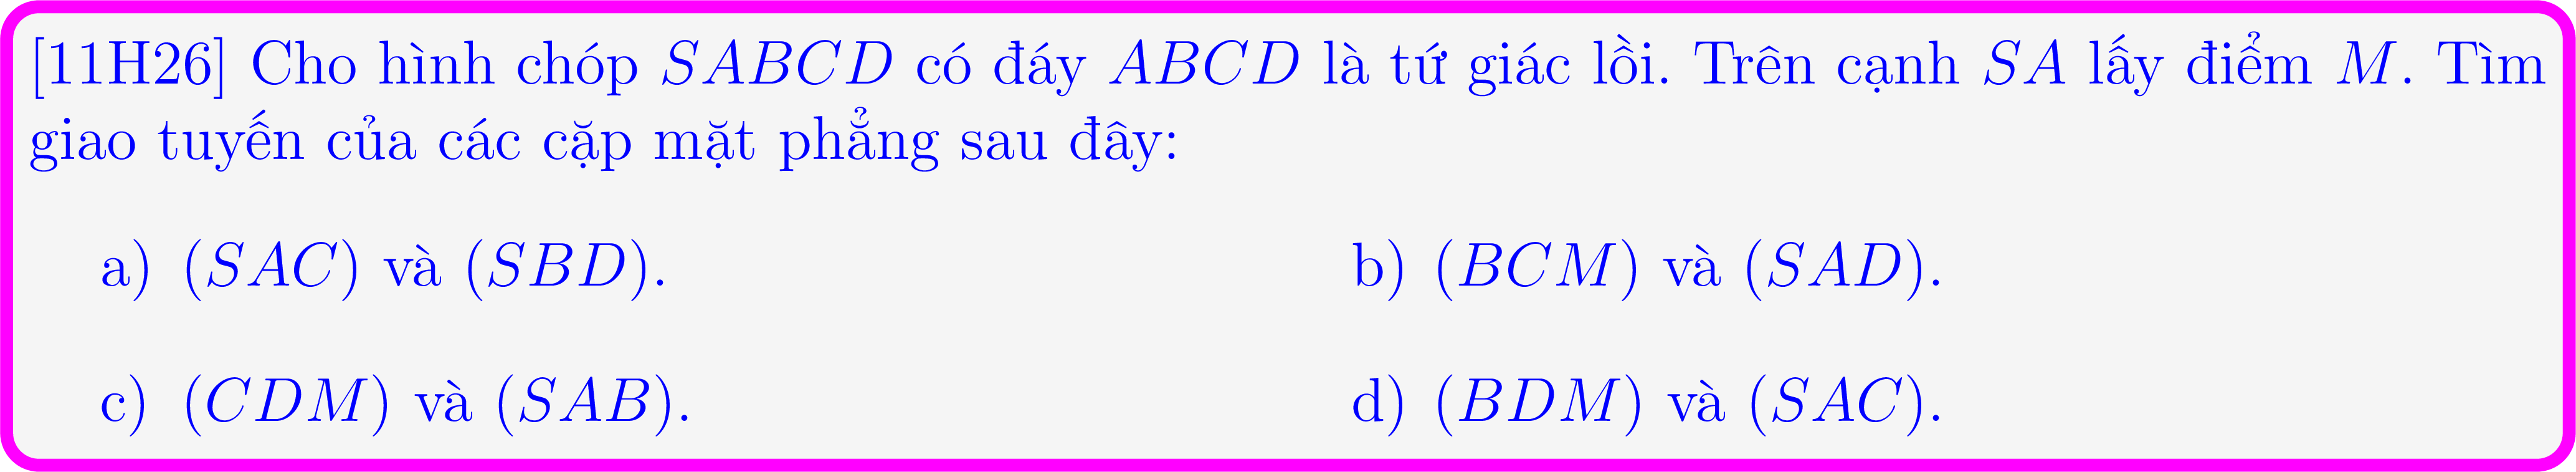 [11H26] Cho hình chóp SABCD có đáy ABCD là tứ giác lồi. Trên cạnh SA lấy điểm M. Tìm
giao tuyến của các cặp mặt phẳng sau đây:
a) (SAC) và (SBD). b) (BCM) và (SAD).
c) (CDM) và (SAB). d) (BDM) và (SAC).